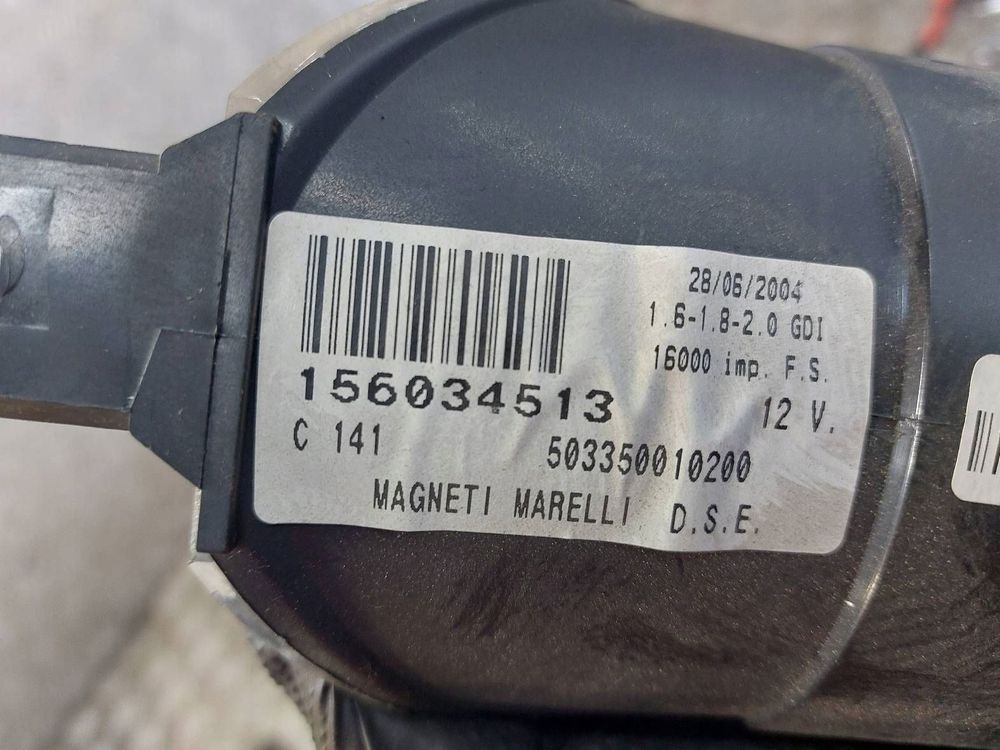 28/06/2004
1.6-1.8-2.0 GDI
16000 imp. F.S.
156034513
12 V.
C 141
503350010200
MAGNETI MARELLI D.S.E.